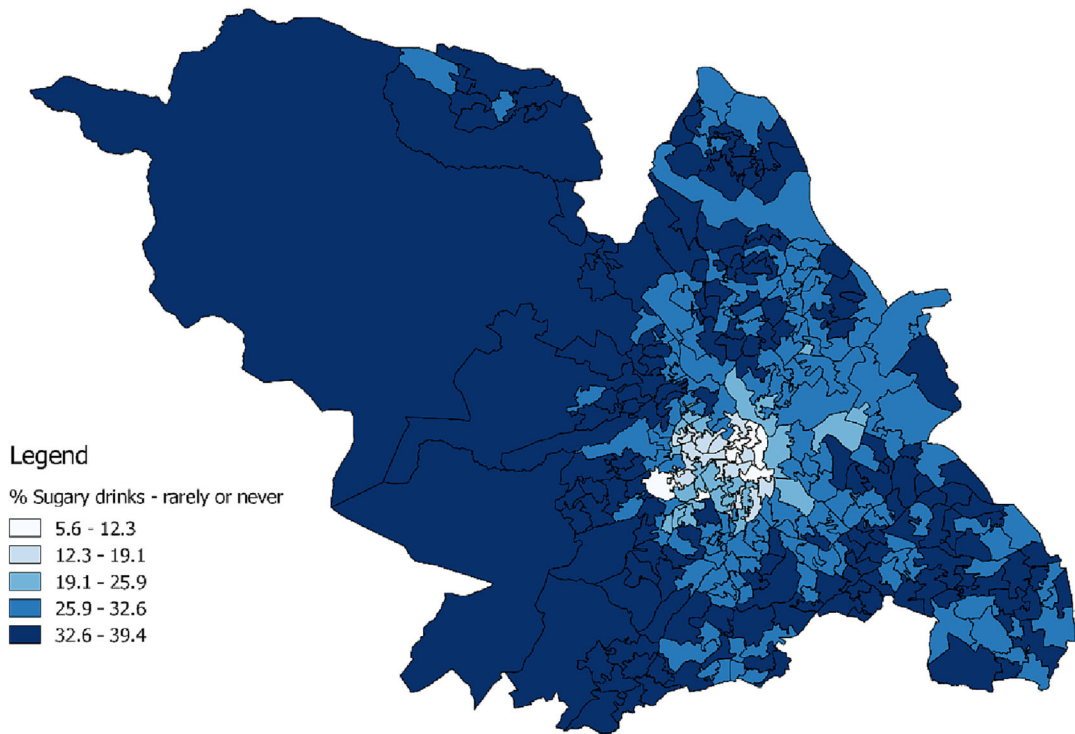 Legend
% Sugary drinks - rarely or never
5.6 - 12.3
12.3 - 19.1
19.1 - 25.9
25.9 - 32.6
32.6 - 39.4